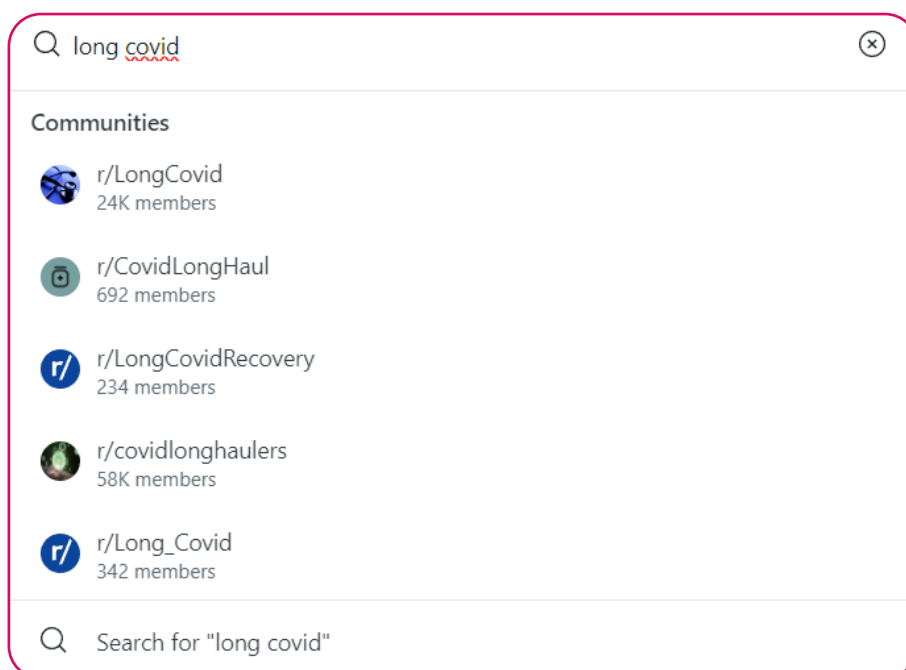 long covid
Communities
r/LongCovid
24K members
r/CovidLongHaul
692 members
r/ r/LongCovidRecovery
234 members
r/covidlonghaulers
58K members
r/ r/Long_Covid
342 members
Search for "long covid"